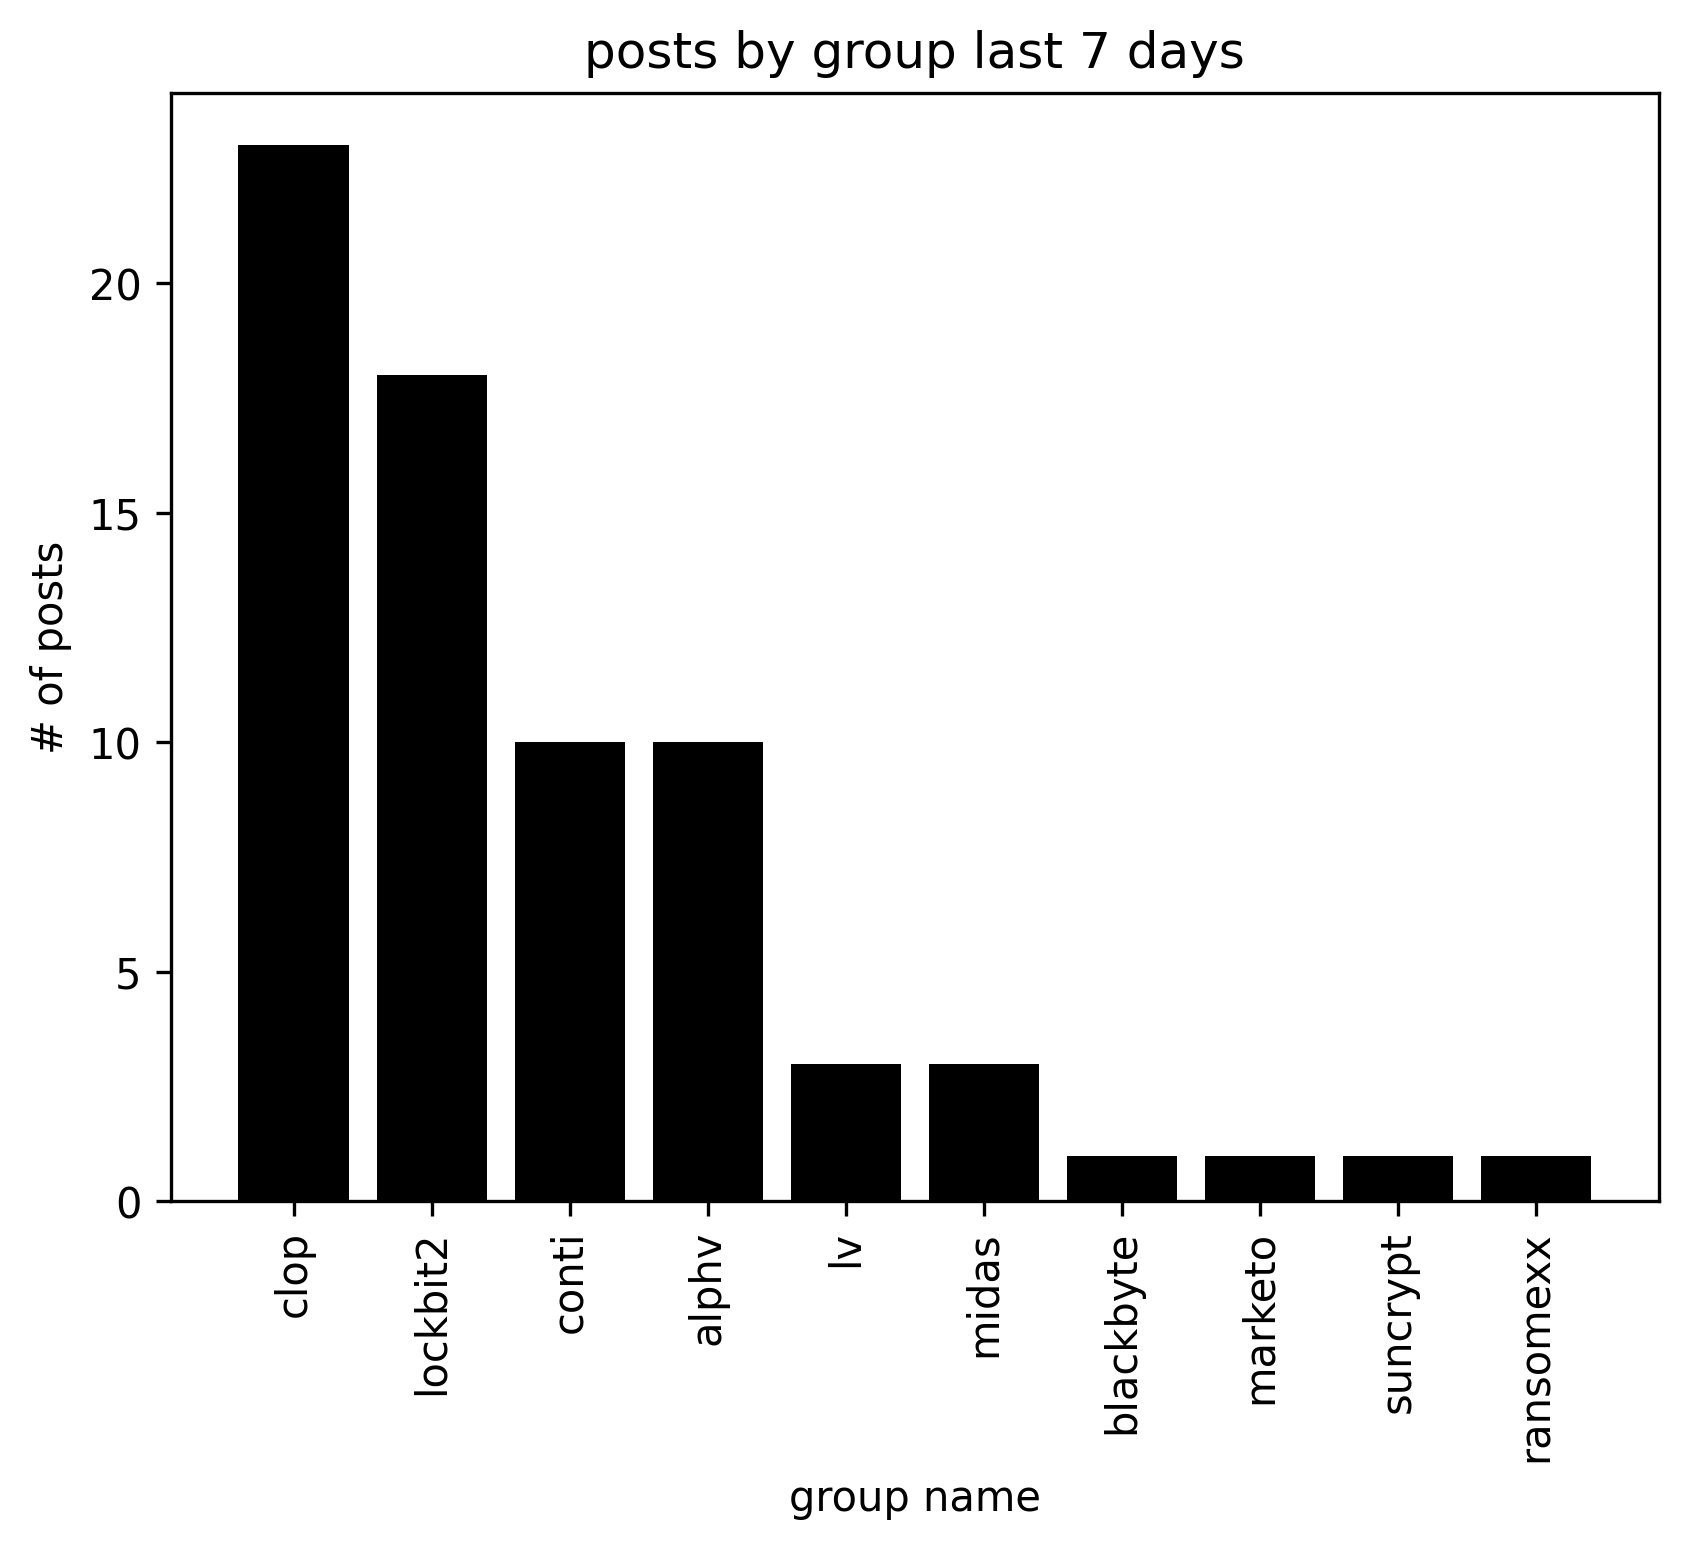 posts by group last 7 days
# of posts
20
15
10
5
0
clop
lockbit2
conti
alphv
lv
midas
blackbyte
marketo
suncrypt
ransomexx
group name